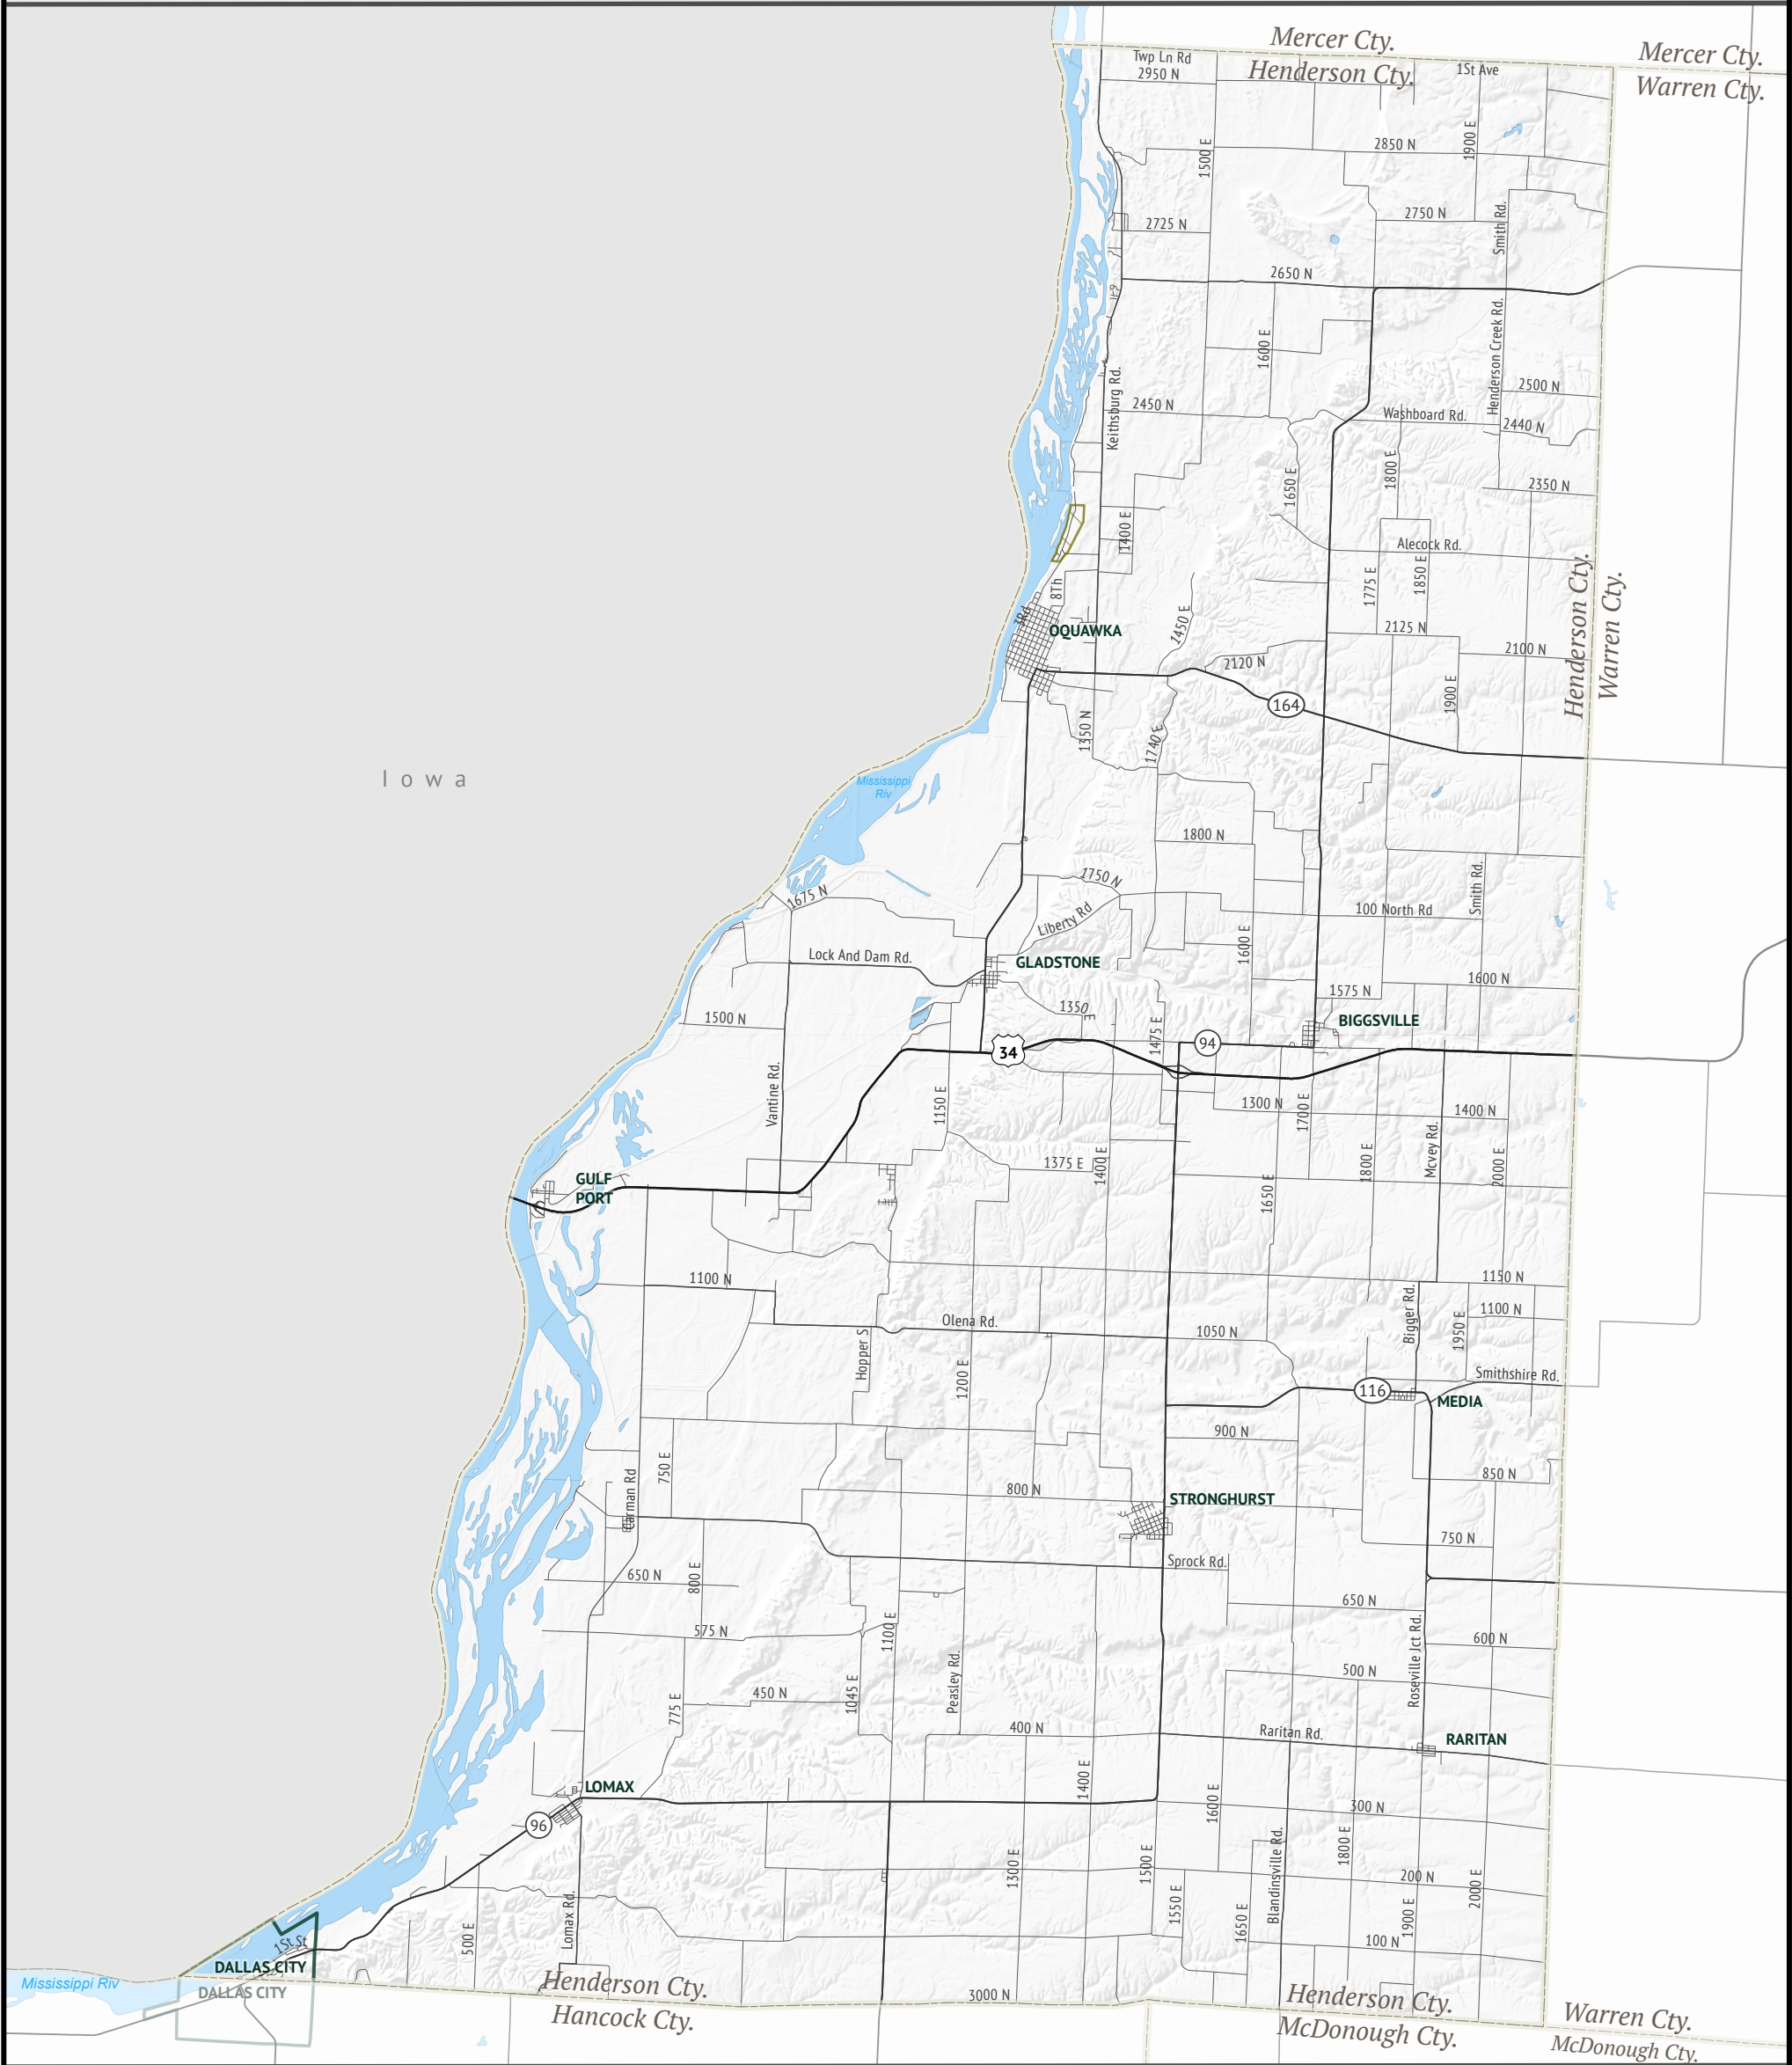 Mercer Cty.
Henderson Cty.
Mercer Cty.
Warren Cty.
Twp Ln Rd
2950 N
1St Ave
1500 E
2850 N
1900 E
2725 N
2750 N
Smith Rd.
2650 N
Keithsburg Rd.
1600 E
Henderson Creek Rd.
2500 N
2450 N
Washboard Rd.
2440 N
1650 E
1800 E
2350 N
1400 E
Alecock Rd.
1775 E
1850 E
Henderson Cty.
Warren Cty.
8Th
3Rd
OQUAWKA
1450 E
2125 N
2120 N
2100 N
164
1900 E
1350 N
1740 E
Iowa
Mississippi
Riv
1800 N
1675 N
1750 N
Smith Rd.
Liberty Rd
100 North Rd
Lock And Dam Rd.
GLADSTONE
1600 E
1600 N
1575 N
1500 N
1350 E
BIGGSVILLE
34
1475 E
94
Vantine Rd.
1150 E
1300 N
1700 E
1400 N
1375 E
1400 E
1800 E
Mcvey Rd.
2000 E
GULF
PORT
1650 E
1100 N
1150 N
Bigger Rd.
1100 N
1950 E
Olena Rd.
1050 N
Hopper S
1200 E
Smithshire Rd.
116
MEDIA
900 N
750 E
Carman Rd
800 N
850 N
STRONGHURST
750 N
Sprock Rd.
650 N
800 E
650 N
575 N
1100 E
Roseville Jct Rd.
600 N
500 N
Peasley Rd.
450 N
1045 E
775 E
400 N
Raritan Rd.
RARITAN
LOMAX
1400 E
1600 E
300 N
96
Blandinsville Rd.
1800 E
1300 E
1500 E
200 N
2000 E
1550 E
1650 E
1900 E
Lomax Rd.
500 E
100 N
1St St
DALLAS CITY
Mississippi Riv
DALLAS CITY
Henderson Cty.
Hancock Cty.
3000 N
Henderson Cty.
McDonough Cty.
Warren Cty.
McDonough Cty.